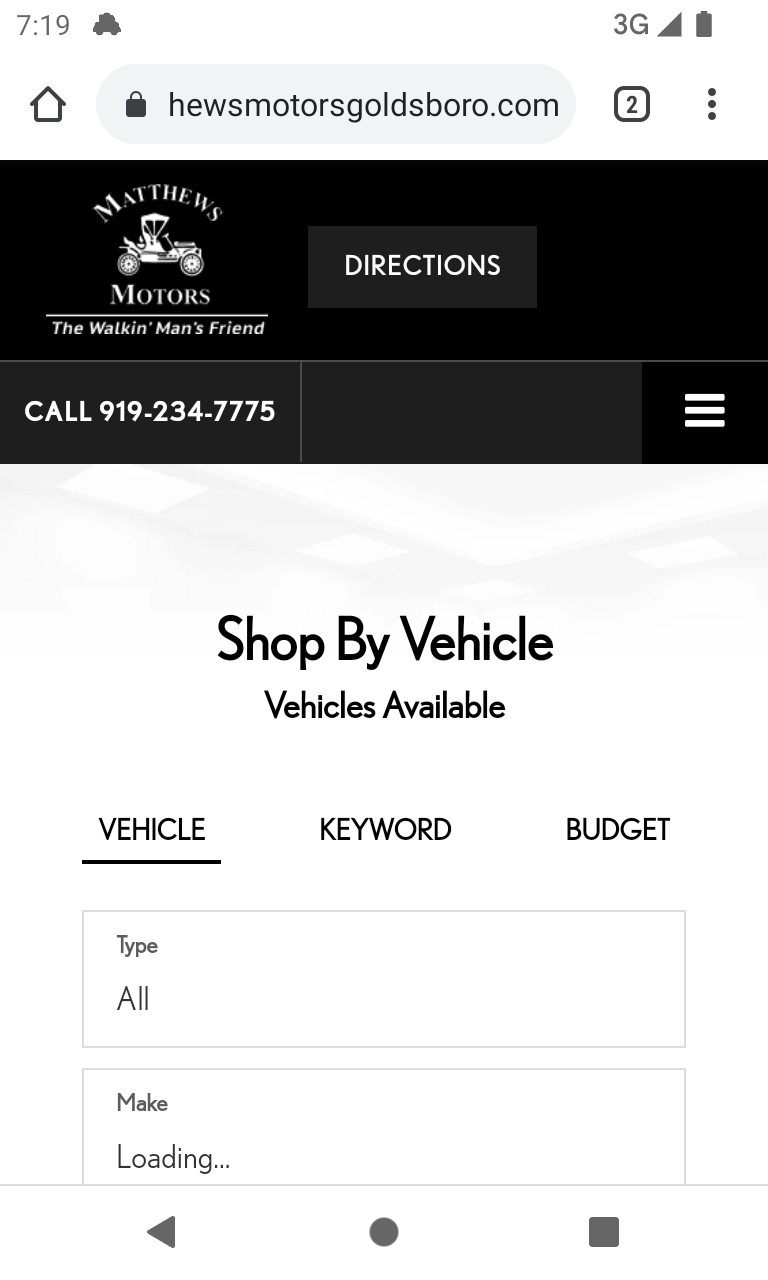 7:19
3G
hewsmotorsgoldsboro.com
2
MATTHEWS
MOTORS
The Walkin' Man's Friend
DIRECTIONS
CALL 919-234-7775
Shop By Vehicle
Vehicles Available
VEHICLE KEYWORD BUDGET
Type
All
Make
Loading...